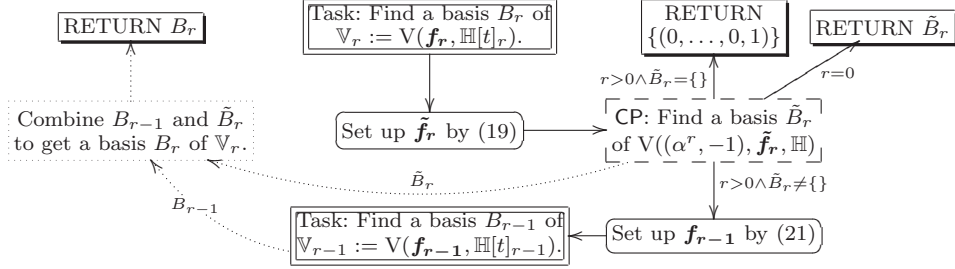 RETURN B_r
Task: Find a basis B_r of
𝕍_r := V(f_r, ℍ[t]_r).
RETURN
{(0, . . . , 0, 1)}
RETURN B̃_r
r>0∧B̃_r={}
r=0
Combine B_{r−1} and B̃_r
to get a basis B_r of 𝕍_r.
Set up f̃_r by (19)
CP: Find a basis B̃_r
of V((α^r, −1), f̃_r, ℍ)
B̃_r
r>0∧B̃_r≠{}
B_{r−1}
Task: Find a basis B_{r−1} of
𝕍_{r−1} := V(f_{r−1}, ℍ[t]_{r−1}).
Set up f_{r−1} by (21)